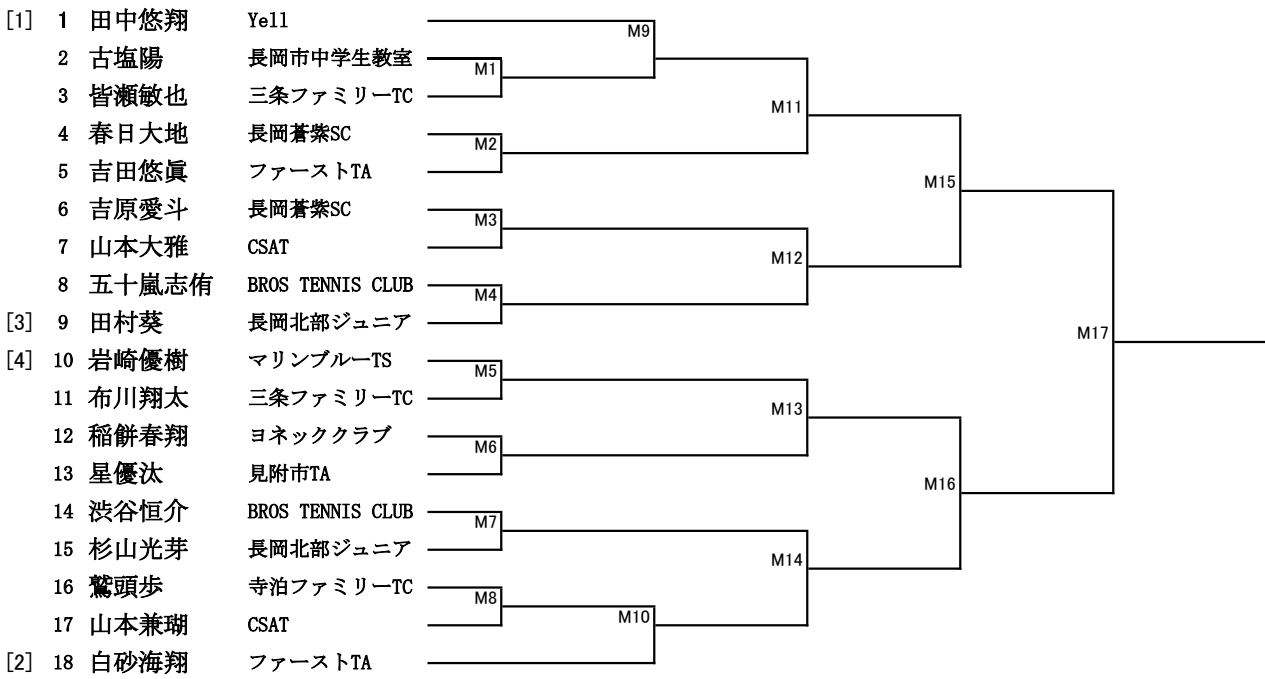 [1] 1 田中悠翔 Yell
M9
2 古塩陽 長岡市中学生教室
M1
3 皆瀬敏也 三条ファミリーTC
M11
4 春日大地 長岡蒼紫SC
M2
5 吉田悠眞 ファーストTA
M15
6 吉原愛斗 長岡蒼紫SC
M3
7 山本大雅 CSAT
M12
8 五十嵐志侑 BROS TENNIS CLUB
M4
[3] 9 田村葵 長岡北部ジュニア
M17
[4] 10 岩崎優樹 マリンブルーTS
M5
11 布川翔太 三条ファミリーTC
M13
12 稲餅春翔 ヨネッククラブ
M6
13 星優汰 見附市TA
M16
14 渋谷恒介 BROS TENNIS CLUB
M7
15 杉山光芽 長岡北部ジュニア
M14
16 鷲頭歩 寺泊ファミリーTC
M8
17 山本兼瑚 CSAT
M10
[2] 18 白砂海翔 ファーストTA